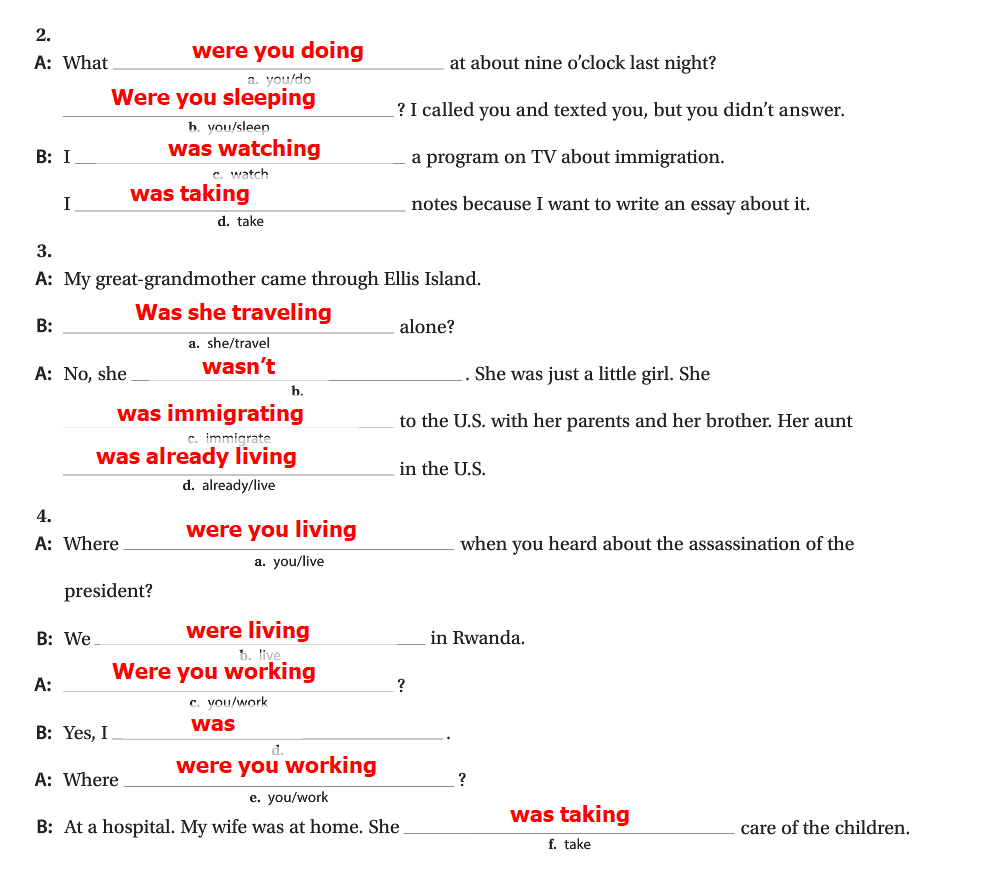 2.
A: What were you doing at about nine o'clock last night?
a. you/do
Were you sleeping ? I called you and texted you, but you didn't answer.
b. you/sleep
B: I was watching a program on TV about immigration.
c. watch
I was taking notes because I want to write an essay about it.
d. take
3.
A: My great-grandmother came through Ellis Island.
B: Was she traveling alone?
a. she/travel
A: No, she wasn't . She was just a little girl. She
b.
was immigrating to the U.S. with her parents and her brother. Her aunt
c. immigrate
was already living in the U.S.
d. already/live
4.
A: Where were you living when you heard about the assassination of the
a. you/live
president?
B: We were living in Rwanda.
b. live
A: Were you working ?
c. you/work
B: Yes, I was .
d.
A: Where were you working ?
e. you/work
B: At a hospital. My wife was at home. She was taking care of the children.
f. take